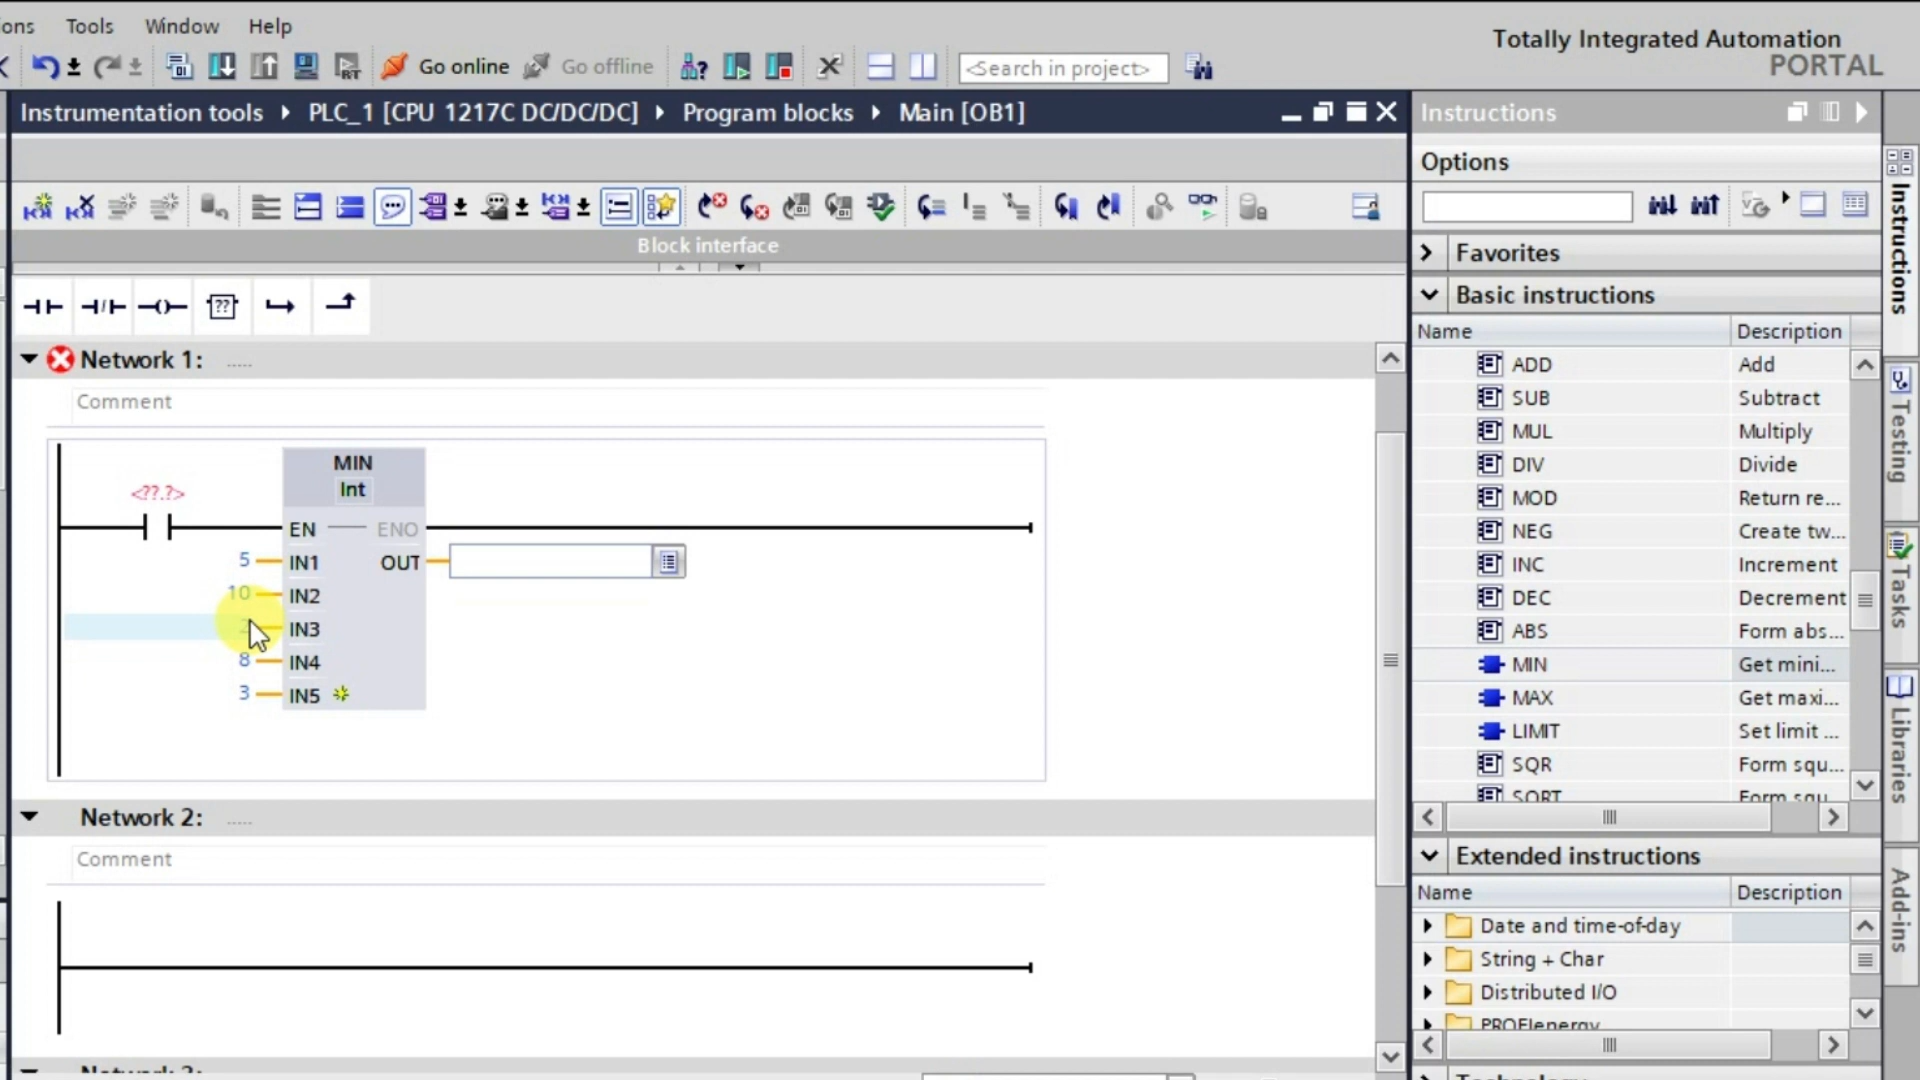 ons Tools Window Help
Totally Integrated Automation
PORTAL
Go online Go offline <Search in project>
Instrumentation tools PLC_1 [CPU 1217C DC/DC/DC] Program blocks Main [OB1]
Instructions
Options
Block interface
Favorites
Basic instructions
Name Description
ADD Add
SUB Subtract
MUL Multiply
DIV Divide
MOD Return re...
NEG Create tw...
INC Increment
DEC Decrement
ABS Form abs...
MIN Get mini...
MAX Get maxi...
LIMIT Set limit ...
SQR Form squ...
SQRT Form squ...
Extended instructions
Name Description
Date and time-of-day
String + Char
Distributed I/O
PROFIenergy
??
Network 1: .....
Comment
MIN
Int
<??.?>
EN ENO
5 IN1 OUT
10 IN2
IN3
8 IN4
3 IN5
Network 2: .....
Comment
Instructions
Testing
Tasks
Libraries
Add-ins